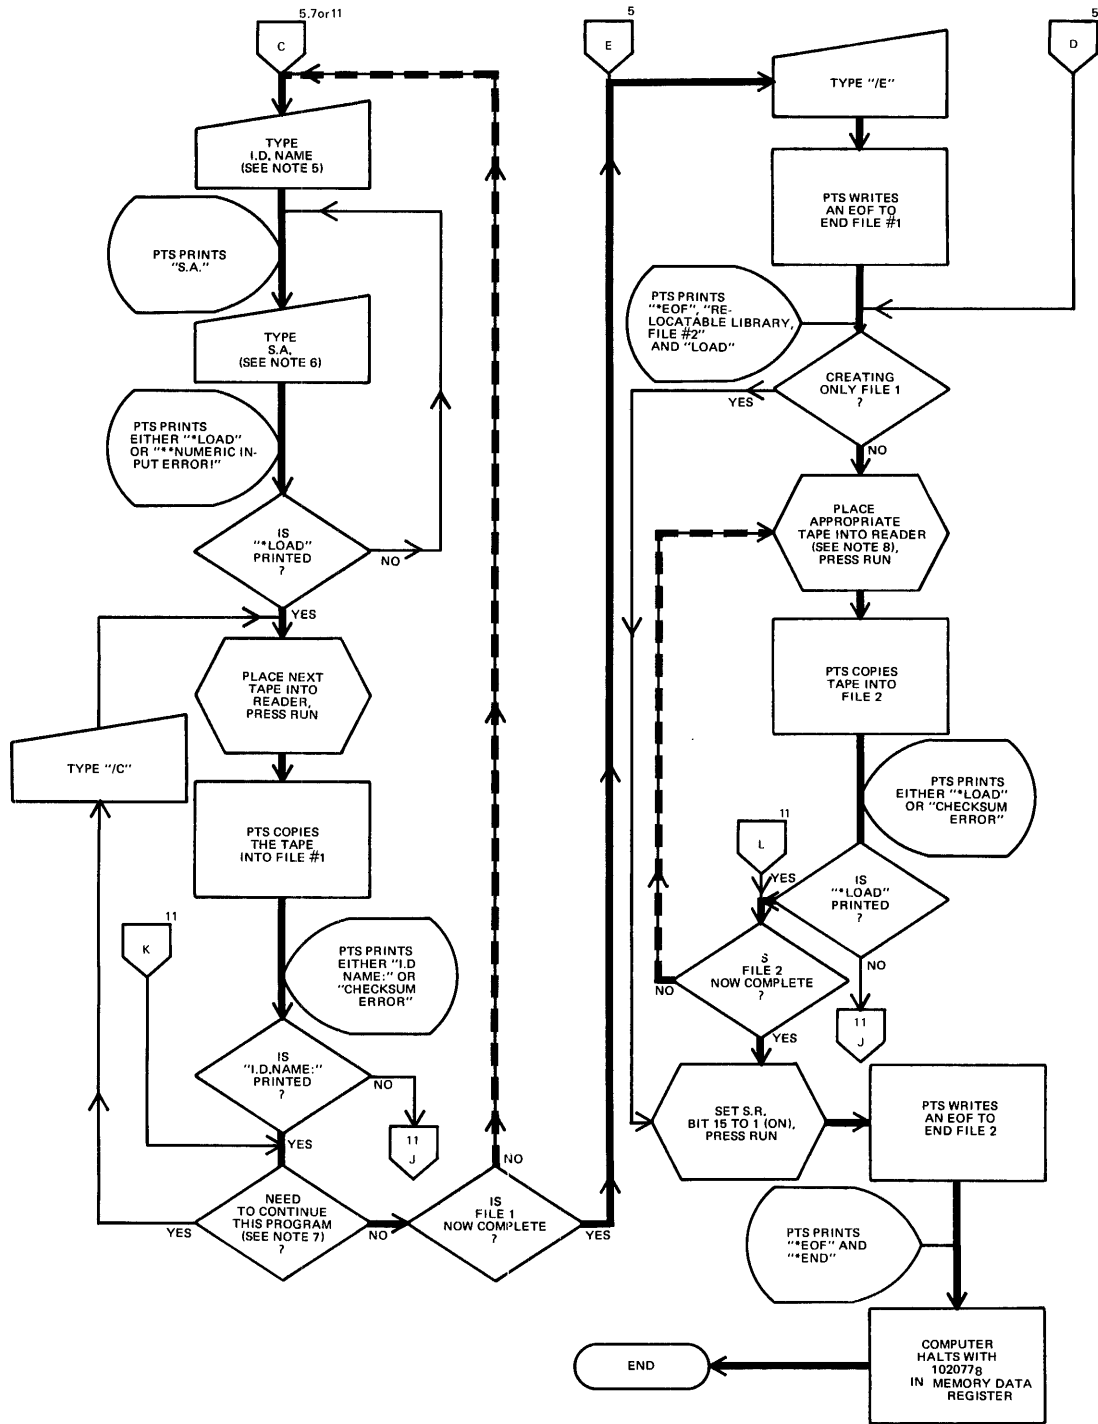 5.7or11
C
TYPE
I.D. NAME
(SEE NOTE 5)
PTS PRINTS
"S.A."
TYPE
S.A.
(SEE NOTE 6)
PTS PRINTS
EITHER "*LOAD"
OR "**NUMERIC IN-
PUT ERROR!"
IS
"*LOAD"
PRINTED
?
NO
YES
PLACE NEXT
TAPE INTO
READER,
PRESS RUN
TYPE "/C"
PTS COPIES
THE TAPE
INTO FILE #1
11
K
PTS PRINTS
EITHER "I.D
NAME:" OR
"CHECKSUM
ERROR"
IS
"I.D.NAME:"
PRINTED
?
NO
11
J
YES
NEED
TO CONTINUE
THIS PROGRAM
(SEE NOTE 7)
?
YES
NO
IS
FILE 1
NOW COMPLETE
?
NO
YES
5
E
TYPE "/E"
5
D
PTS WRITES
AN EOF TO
END FILE #1
PTS PRINTS
"*EOF", "RE-
LOCATABLE LIBRARY,
FILE #2"
AND "LOAD"
CREATING
ONLY FILE 1
?
YES
NO
PLACE
APPROPRIATE
TAPE INTO READER
(SEE NOTE 8),
PRESS RUN
PTS COPIES
TAPE INTO
FILE 2
PTS PRINTS
EITHER "*LOAD"
OR "CHECKSUM
ERROR"
11
L
YES
IS
"*LOAD"
PRINTED
?
NO
11
J
S
FILE 2
NOW COMPLETE
?
NO
YES
SET S.R.
BIT 15 TO 1 (ON),
PRESS RUN
PTS WRITES
AN EOF TO
END FILE 2
PTS PRINTS
"*EOF" AND
"*END"
COMPUTER
HALTS WITH
102077₈
IN MEMORY DATA
REGISTER
END